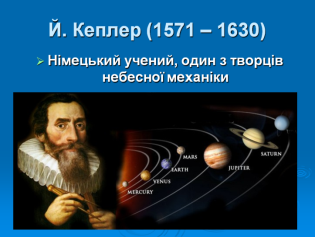 Й. Кеплер (1571 – 1630)
➢ Німецький учений, один з творців
небесної механіки
SATURN
MARS
JUPITER
EARTH
VENUS
MERCURY